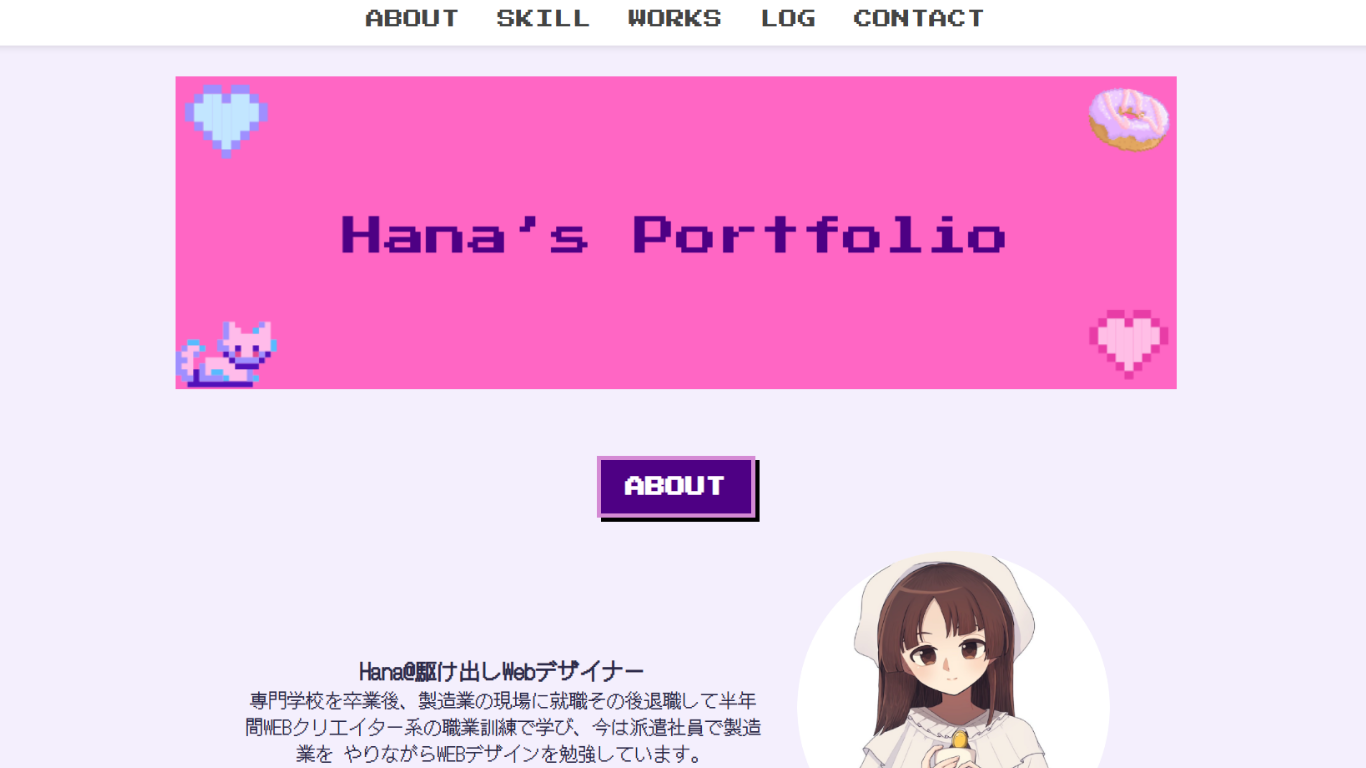 ABOUT SKILL WORKS LOG CONTACT
Hana's Portfolio
ABOUT
Hana@駆け出しWebデザイナー
専門学校を卒業後、製造業の現場に就職その後退職して半年
間WEBクリエイター系の職業訓練で学び、今は派遣社員で製造
業を やりながらWEBデザインを勉強しています。